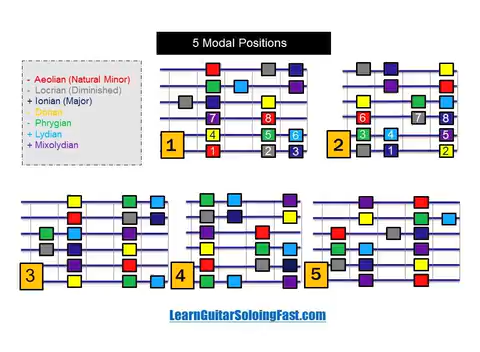 5 Modal Positions
- Aeolian (Natural Minor)
- Locrian (Diminished)
+ Ionian (Major)
- Dorian
- Phrygian
+ Lydian
+ Mixolydian
7 8
4 5 6
1 1 2 3
6 7 8
3 4 5
2 1 2
3 4 5
LearnGuitarSoloingFast.com